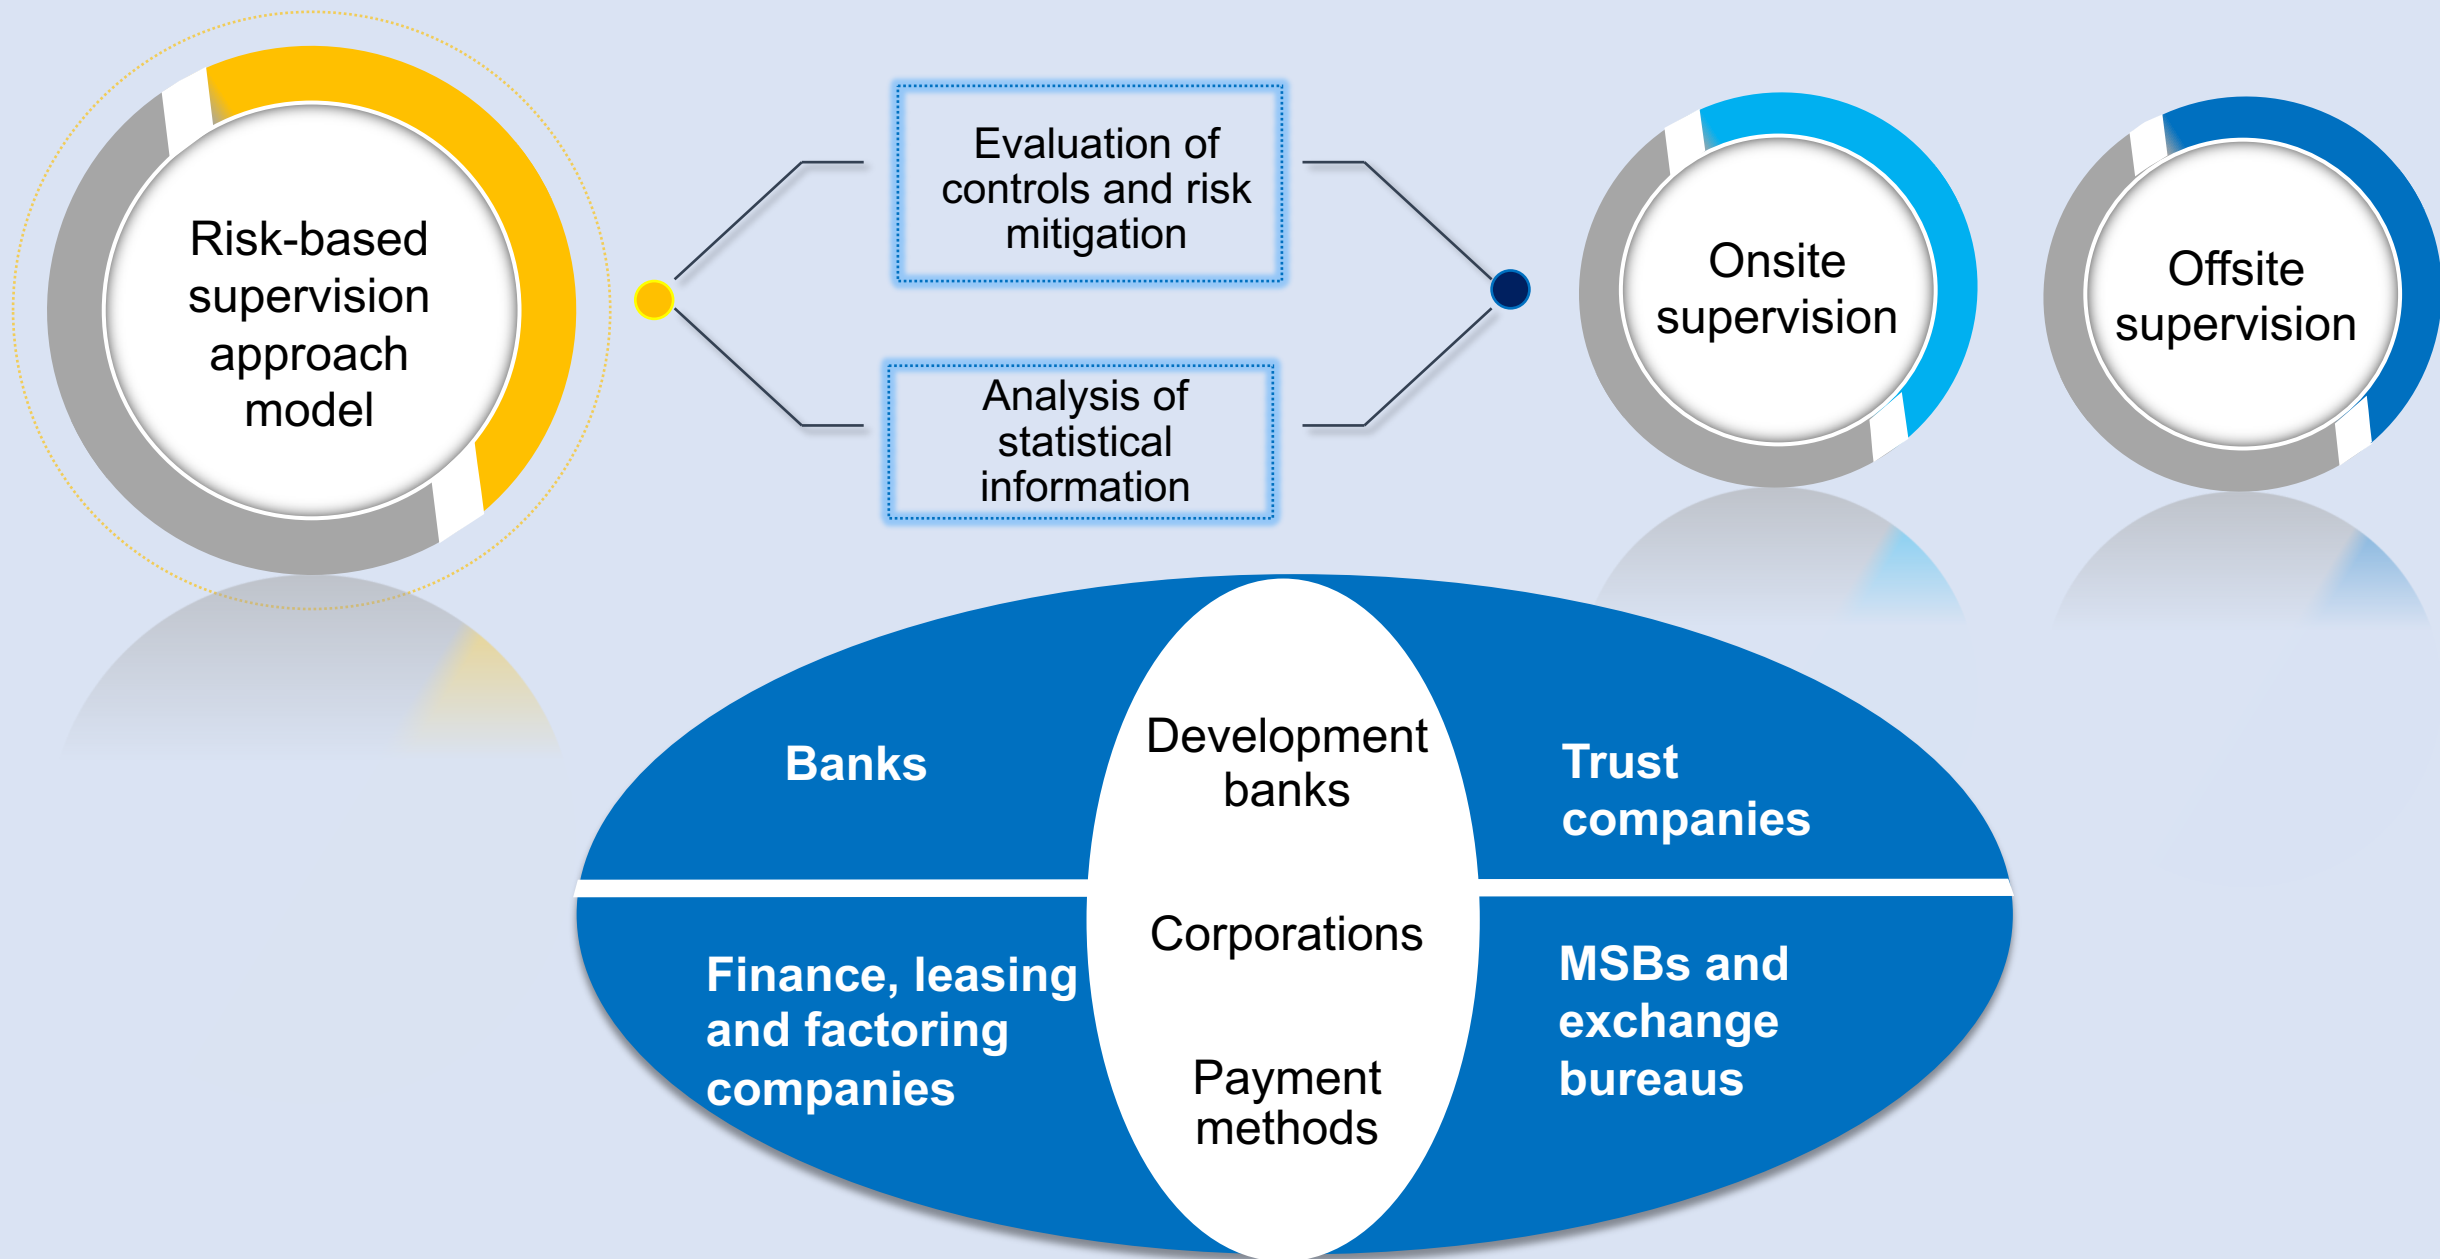 Risk-based
supervision
approach
model
Evaluation of
controls and risk
mitigation
Analysis of
statistical
information
Onsite
supervision
Offsite
supervision
Banks
Finance, leasing
and factoring
companies
Development
banks
Corporations
Payment
methods
Trust
companies
MSBs and
exchange
bureaus